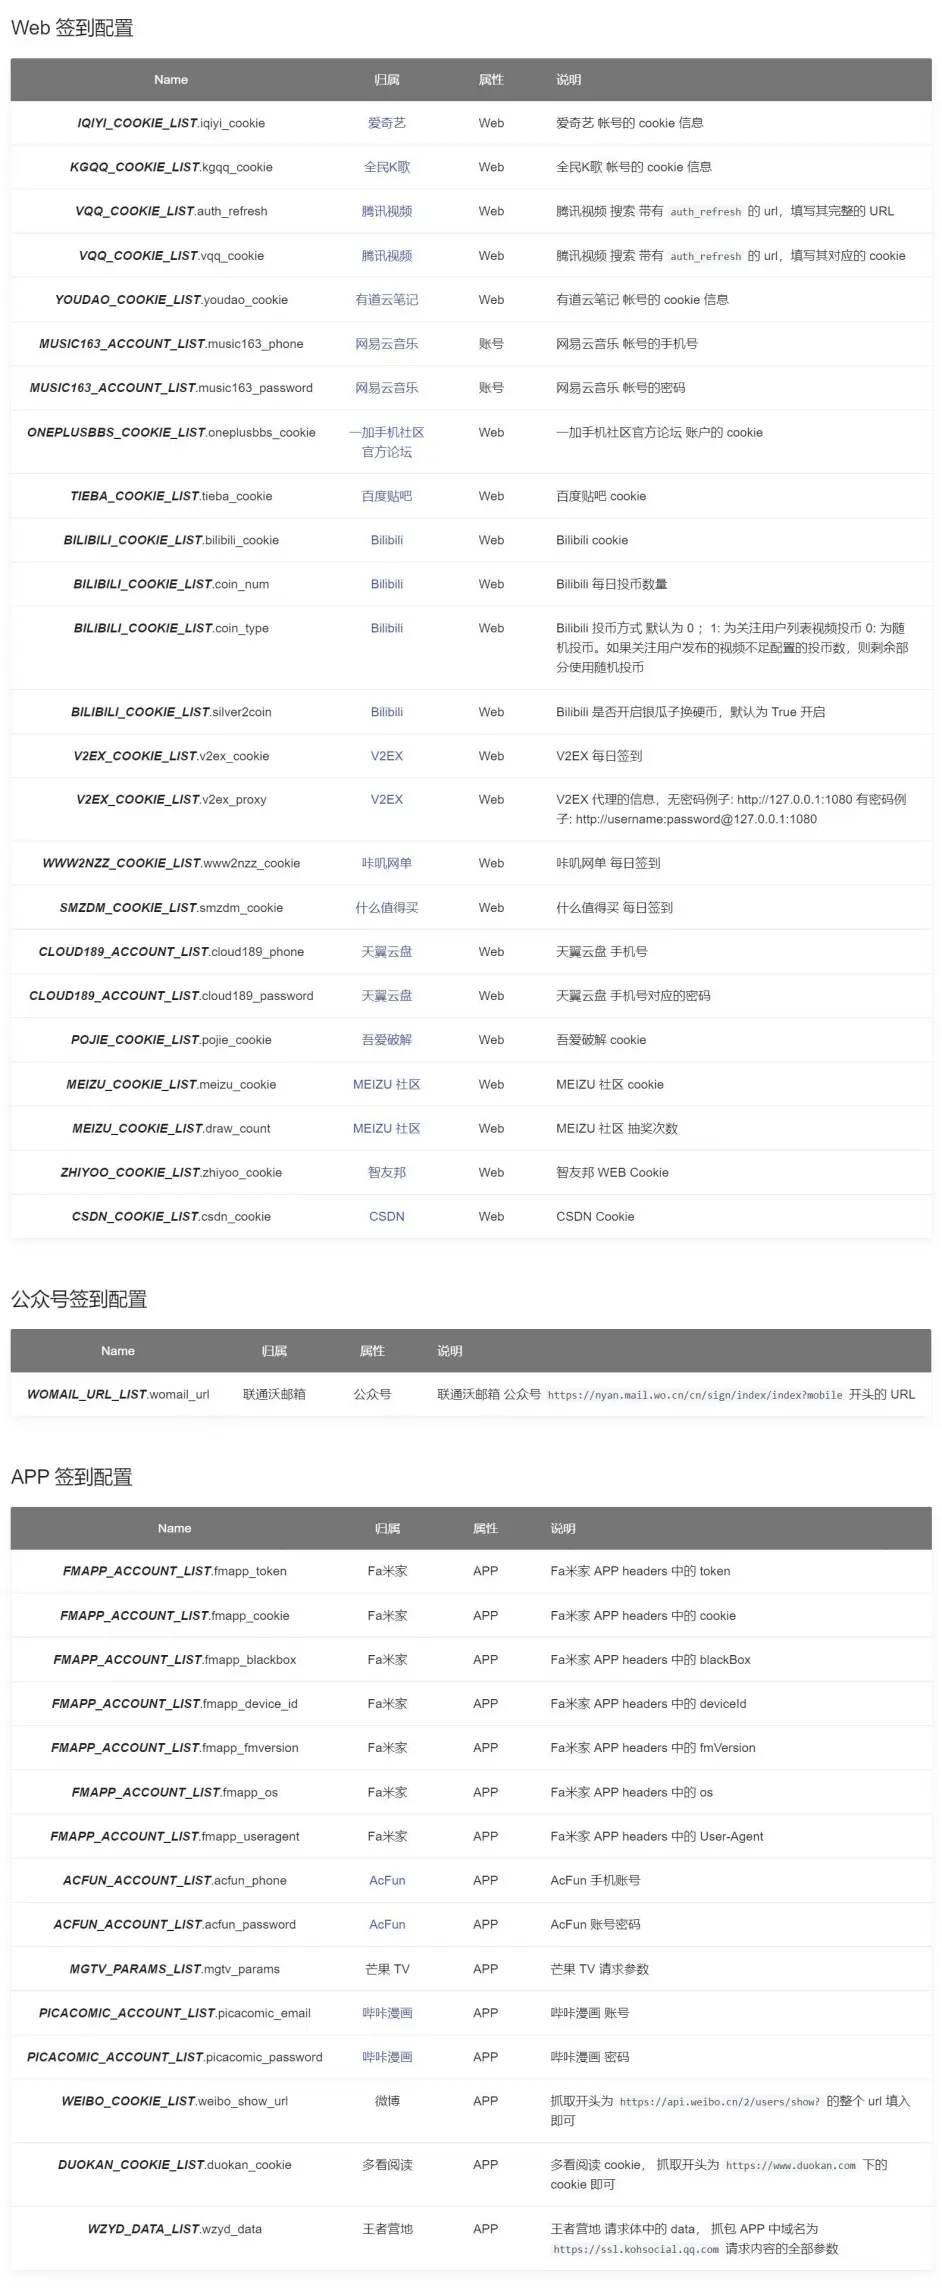 Web 签到配置
Name 归属 属性 说明
IQIYI_COOKIE_LIST.iqiyi_cookie 爱奇艺 Web 爱奇艺 帐号的 cookie 信息
KGQQ_COOKIE_LIST.kgqq_cookie 全民K歌 Web 全民K歌 帐号的 cookie 信息
VQQ_COOKIE_LIST.auth_refresh 腾讯视频 Web 腾讯视频 搜索 带有 auth_refresh 的 url，填写其完整的 URL
VQQ_COOKIE_LIST.vqq_cookie 腾讯视频 Web 腾讯视频 搜索 带有 auth_refresh 的 url，填写其对应的 cookie
YOUDAO_COOKIE_LIST.youdao_cookie 有道云笔记 Web 有道云笔记 帐号的 cookie 信息
MUSIC163_ACCOUNT_LIST.music163_phone 网易云音乐 账号 网易云音乐 帐号的手机号
MUSIC163_ACCOUNT_LIST.music163_password 网易云音乐 账号 网易云音乐 帐号的密码
ONEPLUSBBS_COOKIE_LIST.oneplusbbs_cookie 一加手机社区 Web 一加手机社区官方论坛 账户的 cookie
官方论坛
TIEBA_COOKIE_LIST.tieba_cookie 百度贴吧 Web 百度贴吧 cookie
BILIBILI_COOKIE_LIST.bilibili_cookie Bilibili Web Bilibili cookie
BILIBILI_COOKIE_LIST.coin_num Bilibili Web Bilibili 每日投币数量
BILIBILI_COOKIE_LIST.coin_type Bilibili Web Bilibili 投币方式 默认为 0 ；1: 为关注用户列表视频投币 0: 为随
机投币。如果关注用户发布的视频不足配置的投币数，则剩余部
分使用随机投币
BILIBILI_COOKIE_LIST.silver2coin Bilibili Web Bilibili 是否开启银瓜子换硬币，默认为 True 开启
V2EX_COOKIE_LIST.v2ex_cookie V2EX Web V2EX 每日签到
V2EX_COOKIE_LIST.v2ex_proxy V2EX Web V2EX 代理的信息，无密码例子: http://127.0.0.1:1080 有密码例
子: http://username:password@127.0.0.1:1080
WWW2NZZ_COOKIE_LIST.www2nzz_cookie 咔叽网单 Web 咔叽网单 每日签到
SMZDM_COOKIE_LIST.smzdm_cookie 什么值得买 Web 什么值得买 每日签到
CLOUD189_ACCOUNT_LIST.cloud189_phone 天翼云盘 Web 天翼云盘 手机号
CLOUD189_ACCOUNT_LIST.cloud189_password 天翼云盘 Web 天翼云盘 手机号对应的密码
POJIE_COOKIE_LIST.pojie_cookie 吾爱破解 Web 吾爱破解 cookie
MEIZU_COOKIE_LIST.meizu_cookie MEIZU 社区 Web MEIZU 社区 cookie
MEIZU_COOKIE_LIST.draw_count MEIZU 社区 Web MEIZU 社区 抽奖次数
ZHIYOO_COOKIE_LIST.zhiyoo_cookie 智友邦 Web 智友邦 WEB Cookie
CSDN_COOKIE_LIST.csdn_cookie CSDN Web CSDN Cookie
公众号签到配置
Name 归属 属性 说明
WOMAIL_URL_LIST.womail_url 联通沃邮箱 公众号 联通沃邮箱 公众号 https://nyan.mail.wo.cn/cn/sign/index/index?mobile 开头的 URL
APP 签到配置
Name 归属 属性 说明
FMAPP_ACCOUNT_LIST.fmapp_token Fa米家 APP Fa米家 APP headers 中的 token
FMAPP_ACCOUNT_LIST.fmapp_cookie Fa米家 APP Fa米家 APP headers 中的 cookie
FMAPP_ACCOUNT_LIST.fmapp_blackbox Fa米家 APP Fa米家 APP headers 中的 blackBox
FMAPP_ACCOUNT_LIST.fmapp_device_id Fa米家 APP Fa米家 APP headers 中的 deviceId
FMAPP_ACCOUNT_LIST.fmapp_fmversion Fa米家 APP Fa米家 APP headers 中的 fmVersion
FMAPP_ACCOUNT_LIST.fmapp_os Fa米家 APP Fa米家 APP headers 中的 os
FMAPP_ACCOUNT_LIST.fmapp_useragent Fa米家 APP Fa米家 APP headers 中的 User-Agent
ACFUN_ACCOUNT_LIST.acfun_phone AcFun APP AcFun 手机账号
ACFUN_ACCOUNT_LIST.acfun_password AcFun APP AcFun 账号密码
MGTV_PARAMS_LIST.mgtv_params 芒果 TV APP 芒果 TV 请求参数
PICACOMIC_ACCOUNT_LIST.picacomic_email 哔咔漫画 APP 哔咔漫画 账号
PICACOMIC_ACCOUNT_LIST.picacomic_password 哔咔漫画 APP 哔咔漫画 密码
WEIBO_COOKIE_LIST.weibo_show_url 微博 APP 抓取开头为 https://api.weibo.cn/2/users/show? 的整个 url 填入
即可
DUOKAN_COOKIE_LIST.duokan_cookie 多看阅读 APP 多看阅读 cookie， 抓取开头为 https://www.duokan.com 下的
cookie 即可
WZYD_DATA_LIST.wzyd_data 王者营地 APP 王者营地 请求体中的 data， 抓包 APP 中域名为
https://ssl.kohsocial.qq.com 请求内容的全部参数